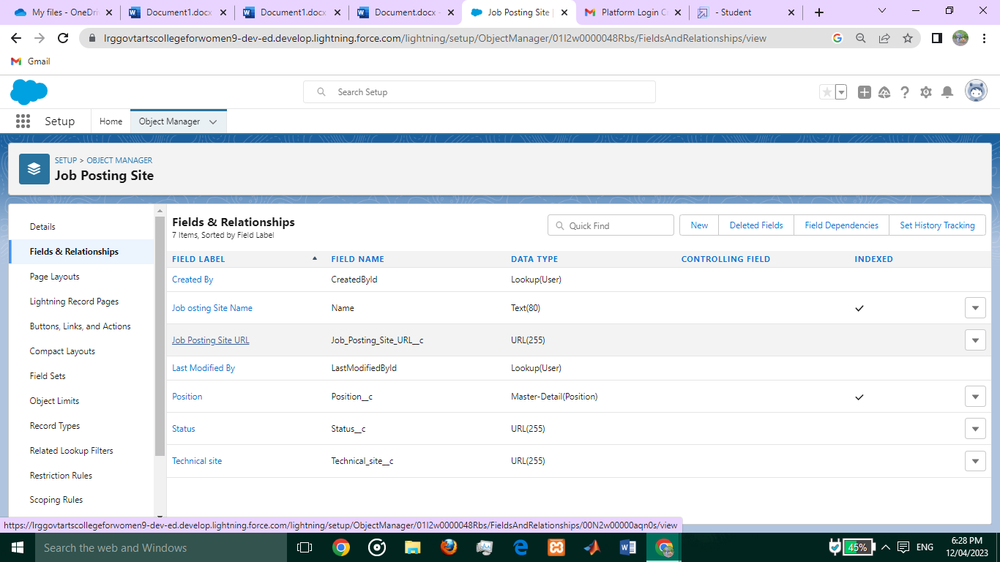 My files - OneDri
Document1.docx
Document1.docx
Document.docx -
Job Posting Site |
Platform Login C
- Student
lrggovtartscollegeforwomen9-dev-ed.develop.lightning.force.com/lightning/setup/ObjectManager/01I2w0000048Rbs/FieldsAndRelationships/view
Gmail
Search Setup
Setup
Home
Object Manager
SETUP > OBJECT MANAGER
Job Posting Site
Details
Fields & Relationships
Page Layouts
Lightning Record Pages
Buttons, Links, and Actions
Compact Layouts
Field Sets
Object Limits
Record Types
Related Lookup Filters
Restriction Rules
Scoping Rules
Fields & Relationships
7 Items, Sorted by Field Label
Quick Find
New
Deleted Fields
Field Dependencies
Set History Tracking
FIELD LABEL FIELD NAME DATA TYPE CONTROLLING FIELD INDEXED
Created By CreatedById Lookup(User)
Job osting Site Name Name Text(80)
Job Posting Site URL Job_Posting_Site_URL__c URL(255)
Last Modified By LastModifiedById Lookup(User)
Position Position__c Master-Detail(Position)
Status Status__c URL(255)
Technical site Technical_site__c URL(255)
https://lrggovtartscollegeforwomen9-dev-ed.develop.lightning.force.com/lightning/setup/ObjectManager/01I2w0000048Rbs/FieldsAndRelationships/00N2w00000aqn0s/view
Search the web and Windows
45%
ENG
6:28 PM
12/04/2023